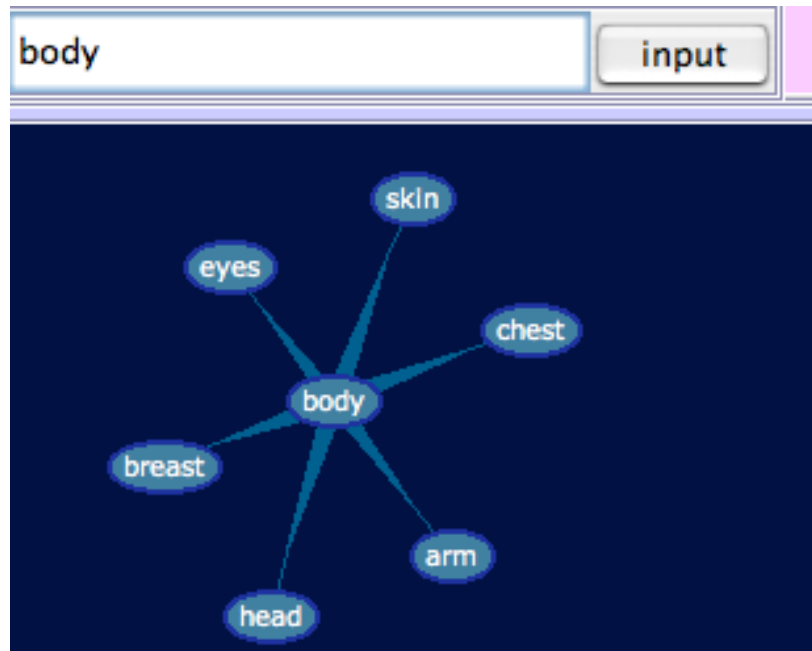 body input
skin
eyes
chest
body
breast
arm
head